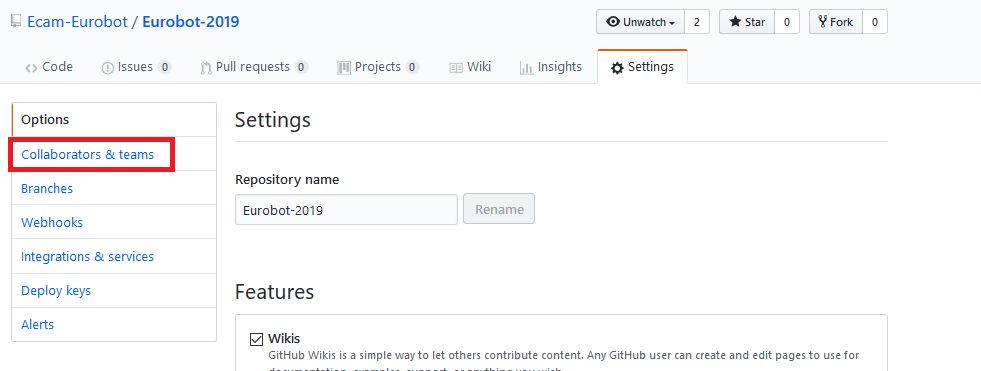 Ecam-Eurobot / Eurobot-2019
Unwatch 2 Star 0 Fork 0
Code Issues 0 Pull requests 0 Projects 0 Wiki Insights Settings
Options
Collaborators & teams
Branches
Webhooks
Integrations & services
Deploy keys
Alerts
Settings
Repository name
Eurobot-2019 Rename
Features
Wikis
GitHub Wikis is a simple way to let others contribute content. Any GitHub user can create and edit pages to use for